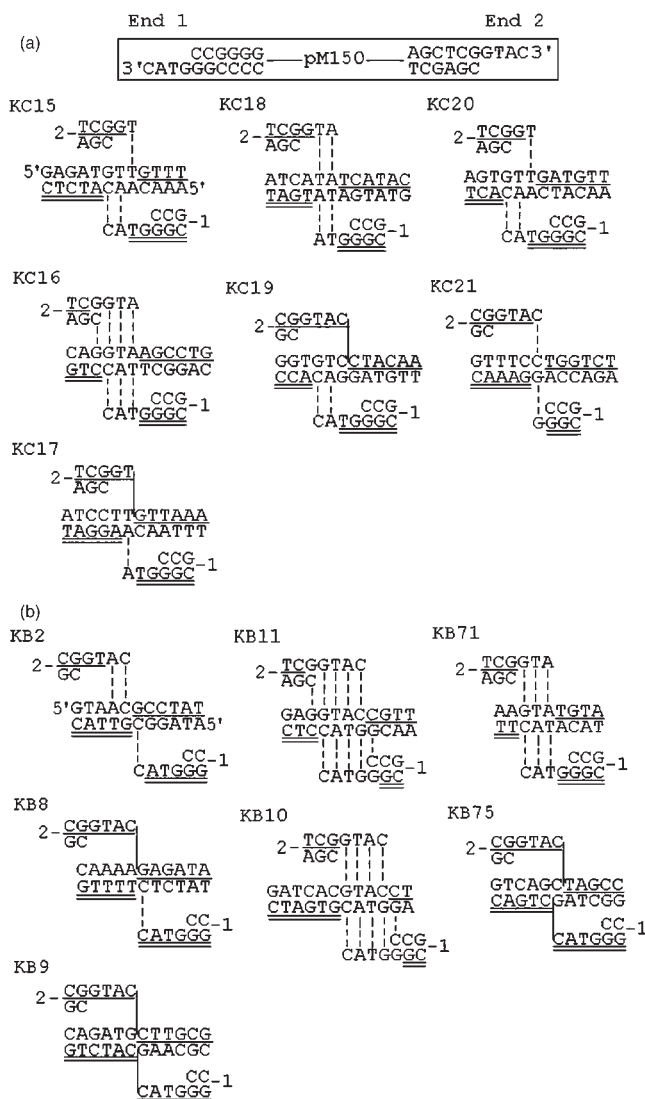 End 1
End 2
(a)
CCGGGG
3'CATGGGCCCC
pM150
AGCTCGGTAC3'
TCGAGC
KC15
2-TCGGT
AGC
5'GAGATGTTGTTT
CTCTACAACAAA5'
CCG
CATGGGC-1
KC18
2-TCGGTA
AGC
ATCATATCATAC
TAGTATAGTATG
CCG
ATGGGC-1
KC20
2-TCGGT
AGC
AGTGTTGATGTT
TCACAACTACAA
CCG
CATGGGC-1
KC16
2-TCGGTA
AGC
CAGGTAAGCCTG
GTCCATTCGGAC
CCG
CATGGGC-1
KC19
2-CGGTAC
GC
GGTGTCCTACAA
CCACAGGATGTT
CCG
CATGGGC-1
KC21
2-CGGTAC
GC
GTTTCCTGGTCT
CAAAGGACCAGA
CCG
GGGC-1
KC17
2-TCGGT
AGC
ATCCTTGTTAAA
TAGGAACAATTT
CCG
ATGGGC-1
(b)
KB2
2-CGGTAC
GC
5'GTAACGCCTAT
CATTGCGGATA5'
CC
CATGGG-1
KB11
2-TCGGTAC
AGC
GAGGTACCGTT
CTCCATGGCAA
CCG
CATGGGC-1
KB71
2-TCGGTA
AGC
AAGTATGTA
TTCATACAT
CCG
CATGGGC-1
KB8
2-CGGTAC
GC
CAAAAGAGATA
GTTTTCTCTAT
CC
CATGGG-1
KB10
2-TCGGTAC
AGC
GATCACGTACCT
CTAGTGCATGGA
CCG
CATGGGC-1
KB75
2-CGGTAC
GC
GTCAGCTAGCC
CAGTCGATCGG
CC
CATGGG-1
KB9
2-CGGTAC
GC
CAGATGCTTGCG
GTCTACGAACGC
CC
CATGGG-1